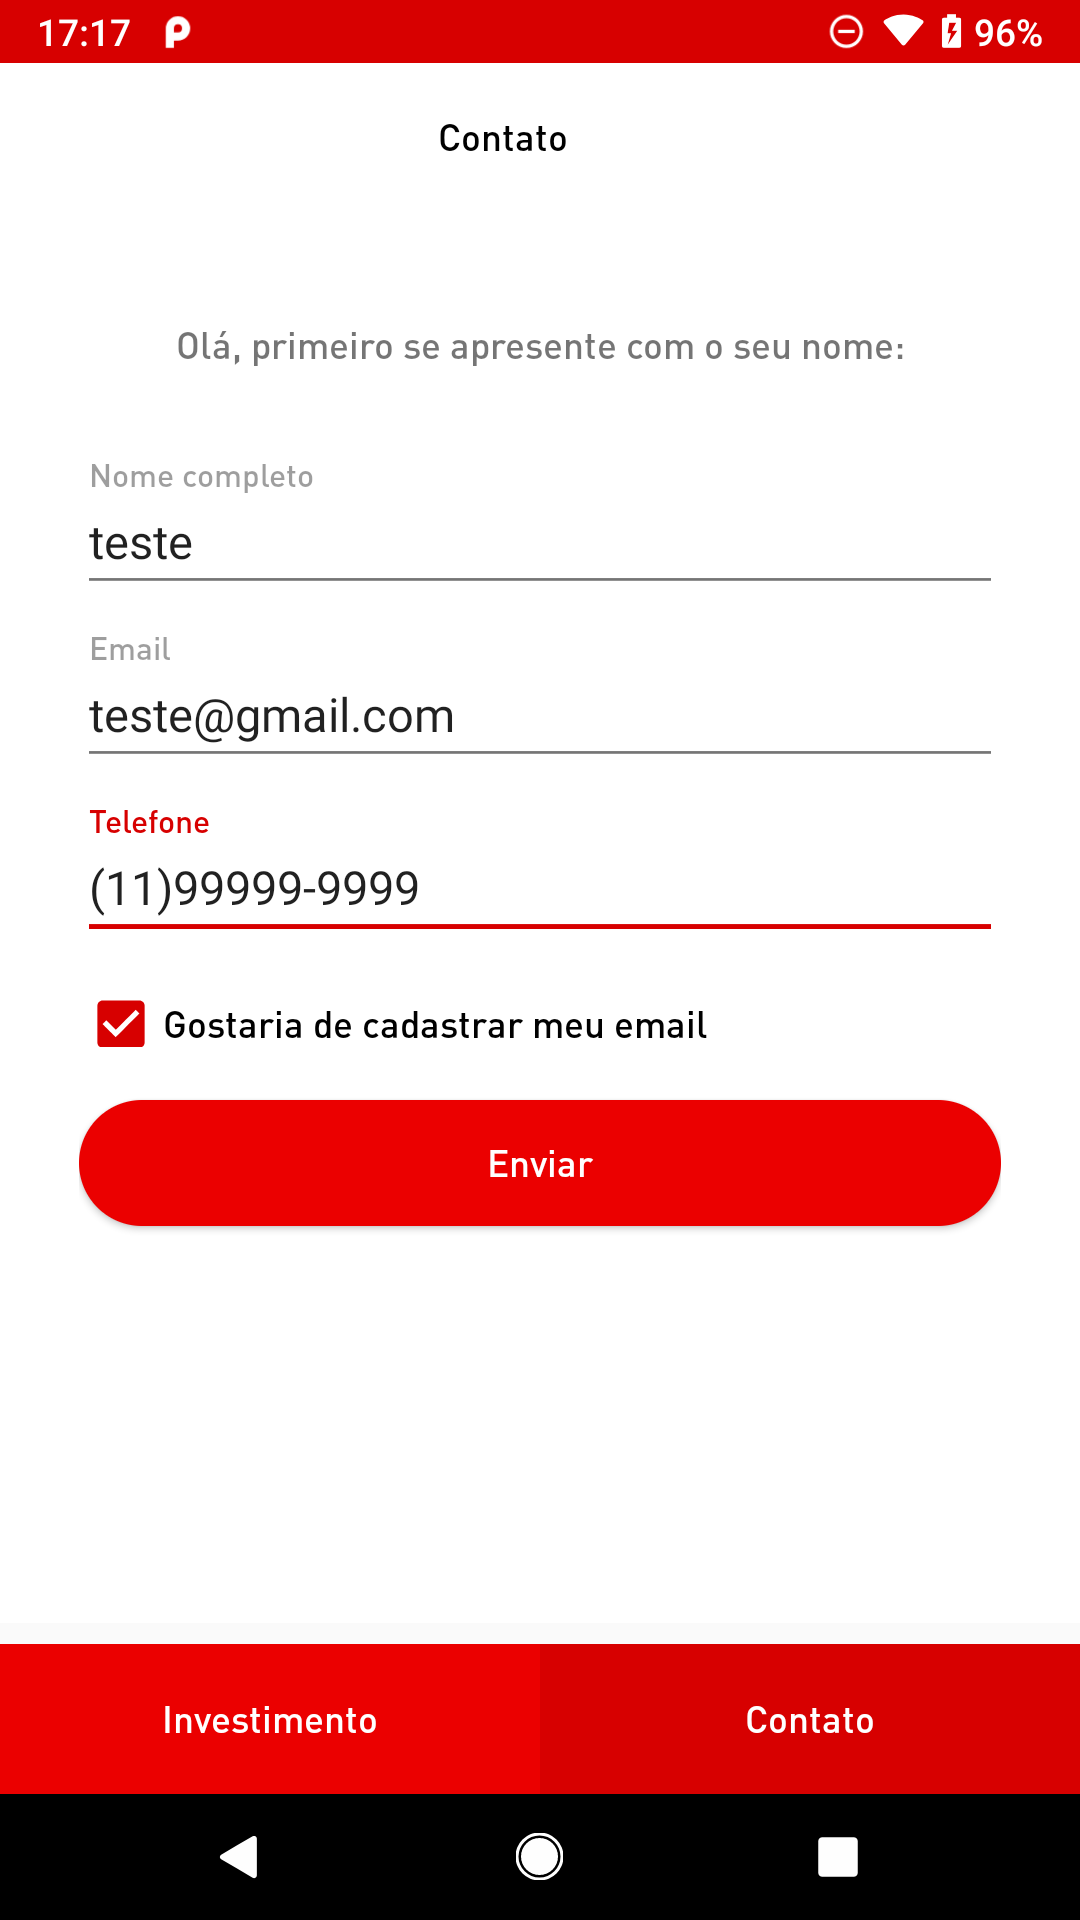 17:17
96%
Contato
Olá, primeiro se apresente com o seu nome:
Nome completo
teste
Email
teste@gmail.com
Telefone
(11)99999-9999
Gostaria de cadastrar meu email
Enviar
Investimento
Contato